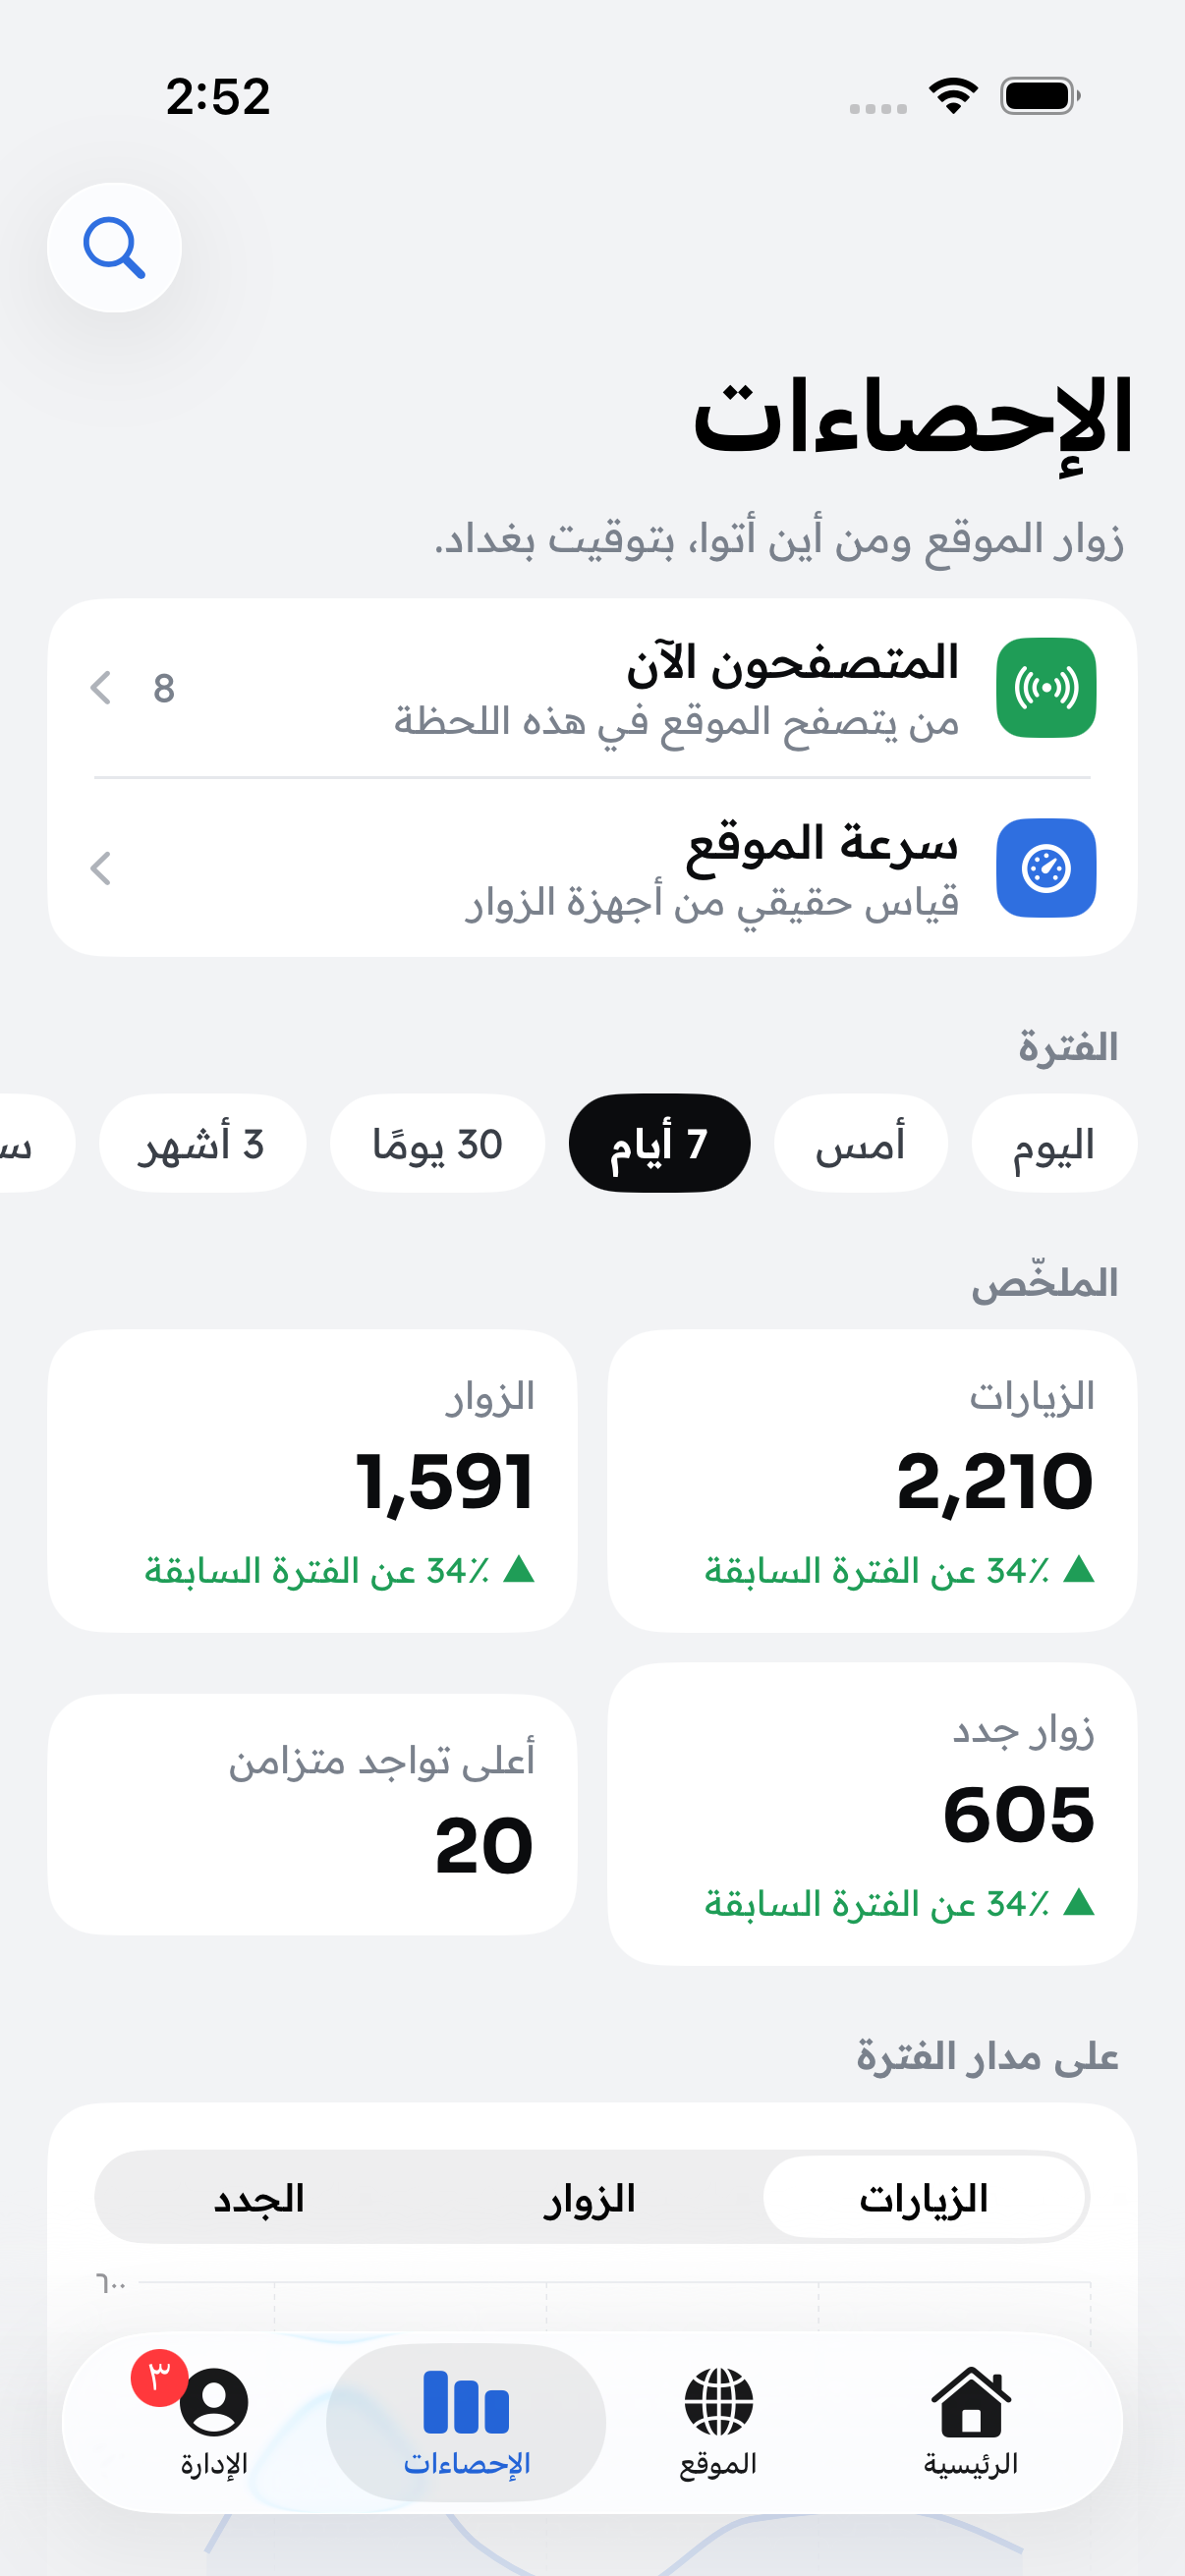 2:52
الإحصاءات
زوار الموقع ومن أين أتوا، بتوقيت بغداد.
المتصفحون الآن
من يتصفح الموقع في هذه اللحظة
8
سرعة الموقع
قياس حقيقي من أجهزة الزوار
الفترة
اليوم
أمس
7 أيام
30 يومًا
3 أشهر
الملخّص
الزيارات
2,210
▲ 34٪ عن الفترة السابقة
الزوار
1,591
▲ 34٪ عن الفترة السابقة
زوار جدد
605
▲ 34٪ عن الفترة السابقة
أعلى تواجد متزامن
20
على مدار الفترة
الزيارات
الزوار
الجدد
٦٠٠
الرئيسية
الموقع
الإحصاءات
الإدارة
٣